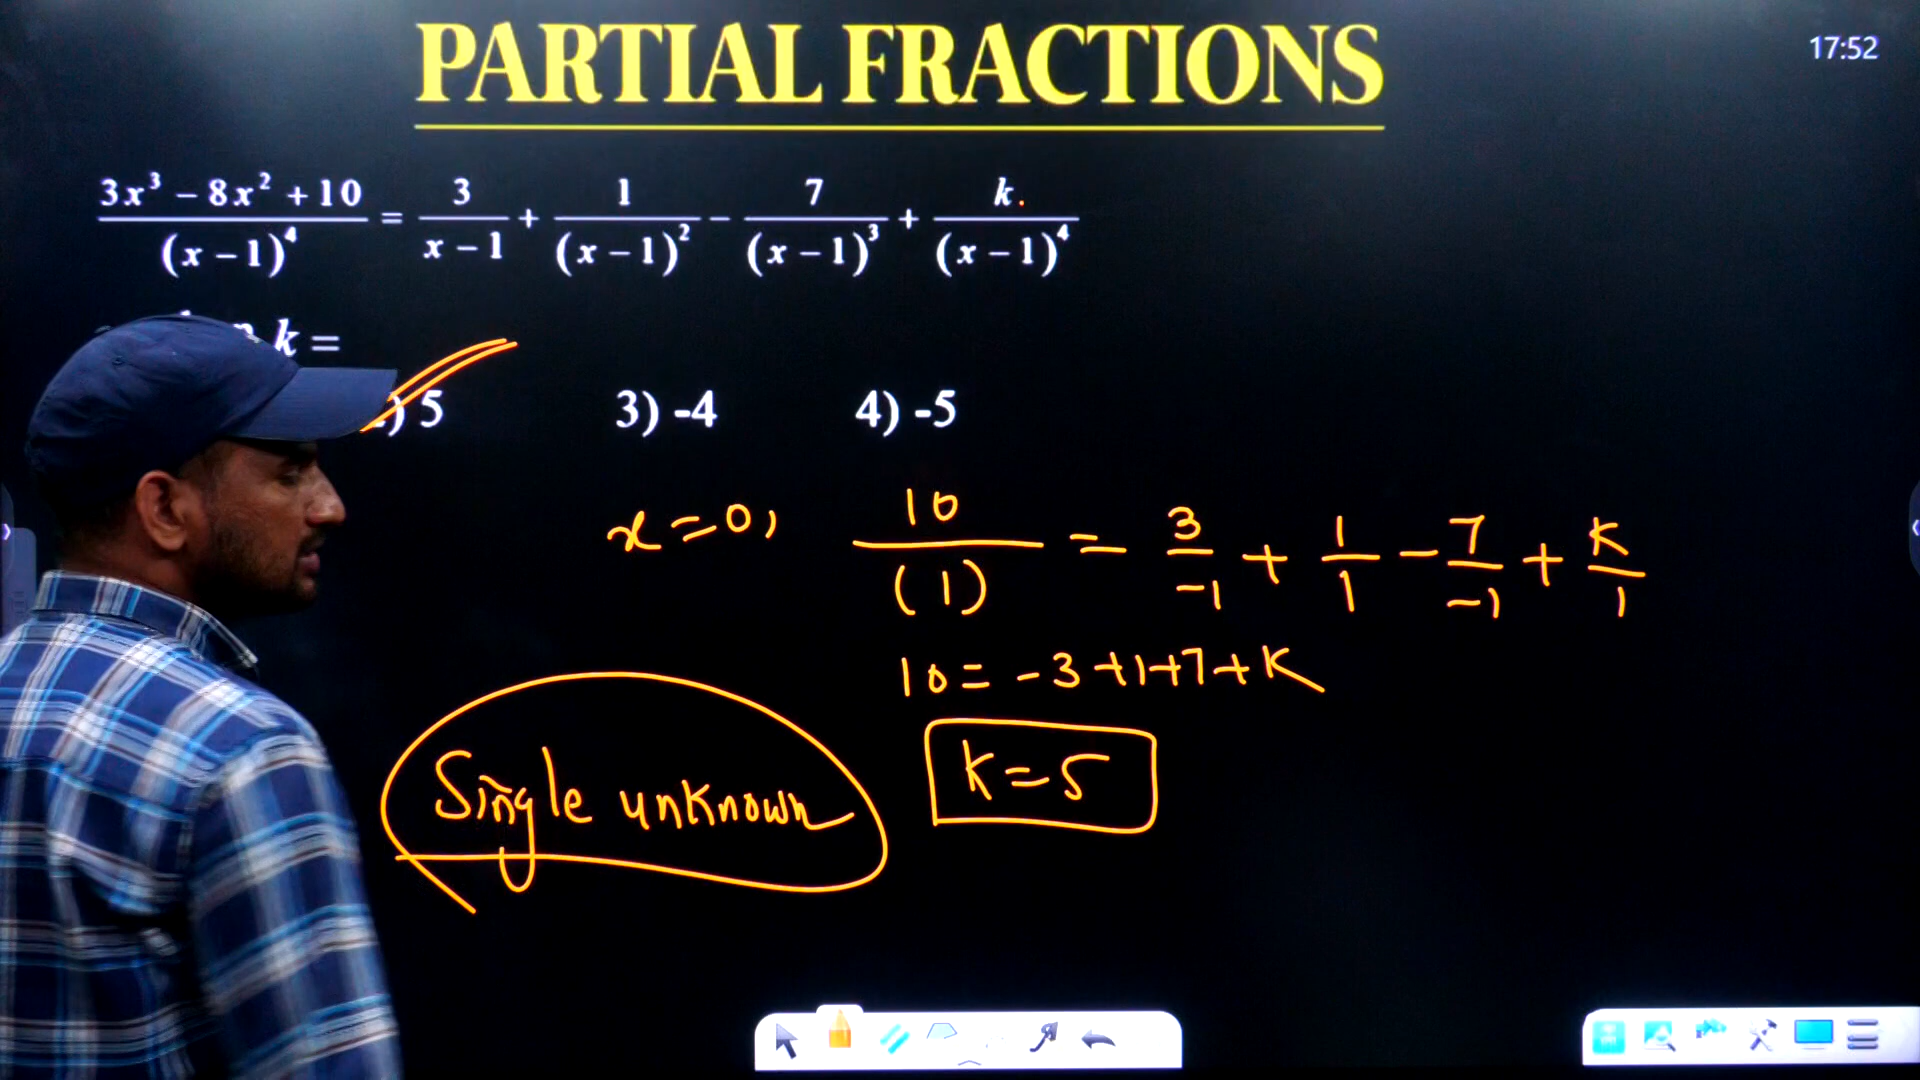 PARTIAL FRACTIONS
17:52
(3x³ − 8x² + 10)/(x − 1)⁴ = 3/(x − 1) + 1/(x − 1)² − 7/(x − 1)³ + k/(x − 1)⁴
k =
) 5 3) -4 4) -5
x = 0, 10/(1) = 3/-1 + 1/1 − 7/-1 + k/1
10 = -3+1+7+K
K=5
Single unknown